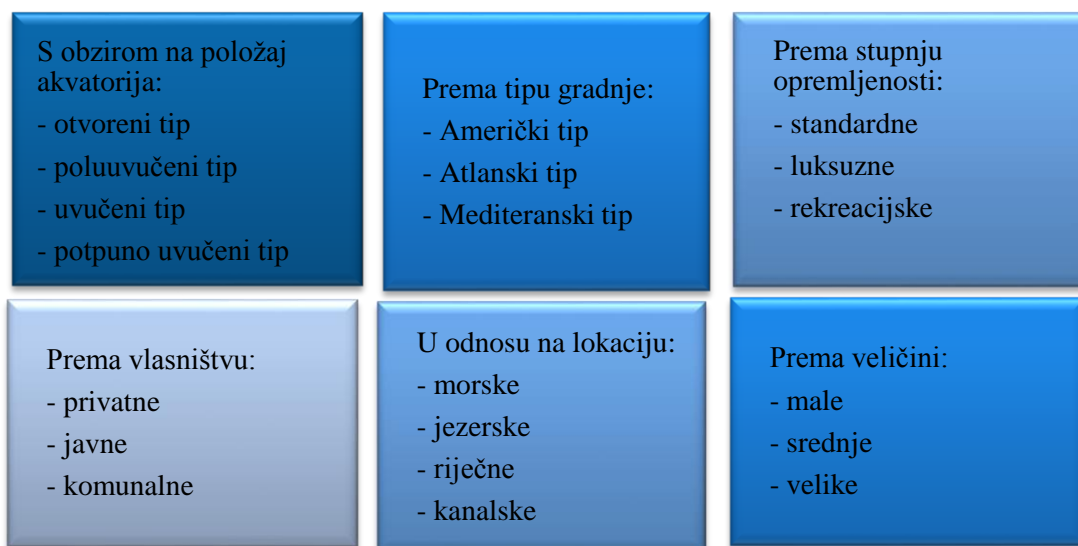 S obzirom na položaj
akvatorija:
- otvoreni tip
- poluuvučeni tip
- uvučeni tip
- potpuno uvučeni tip
Prema tipu gradnje:
- Američki tip
- Atlanski tip
- Mediteranski tip
Prema stupnju
opremljenosti:
- standardne
- luksuzne
- rekreacijske
Prema vlasništvu:
- privatne
- javne
- komunalne
U odnosu na lokaciju:
- morske
- jezerske
- riječne
- kanalske
Prema veličini:
- male
- srednje
- velike